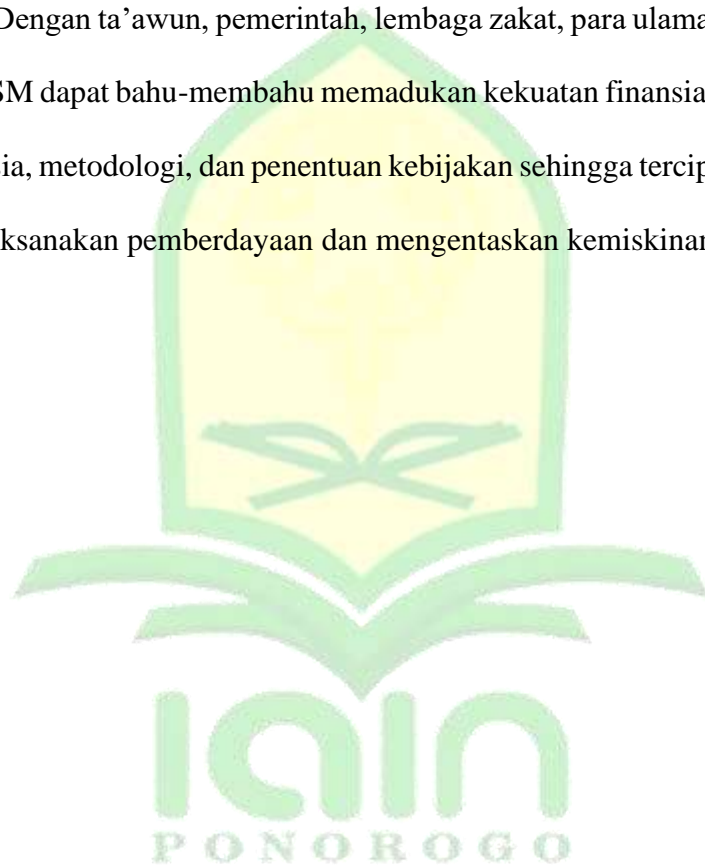 Dengan ta’awun, pemerintah, lembaga zakat, para ulama
SM dapat bahu-membahu memadukan kekuatan finansia
ia, metodologi, dan penentuan kebijakan sehingga tercip
ksanakan pemberdayaan dan mengentaskan kemiskinan
iain
PONOROGO